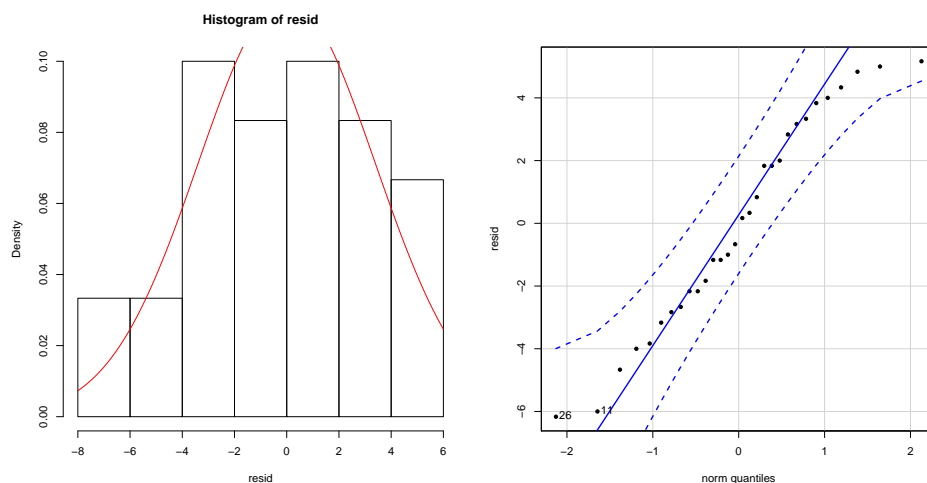 Histogram of resid
Density
0.00
0.02
0.04
0.06
0.08
0.10
−8 −6 −4 −2 0 2 4 6
resid
resid
−6
−4
−2
0
2
4
26
11
−2 −1 0 1 2
norm quantiles